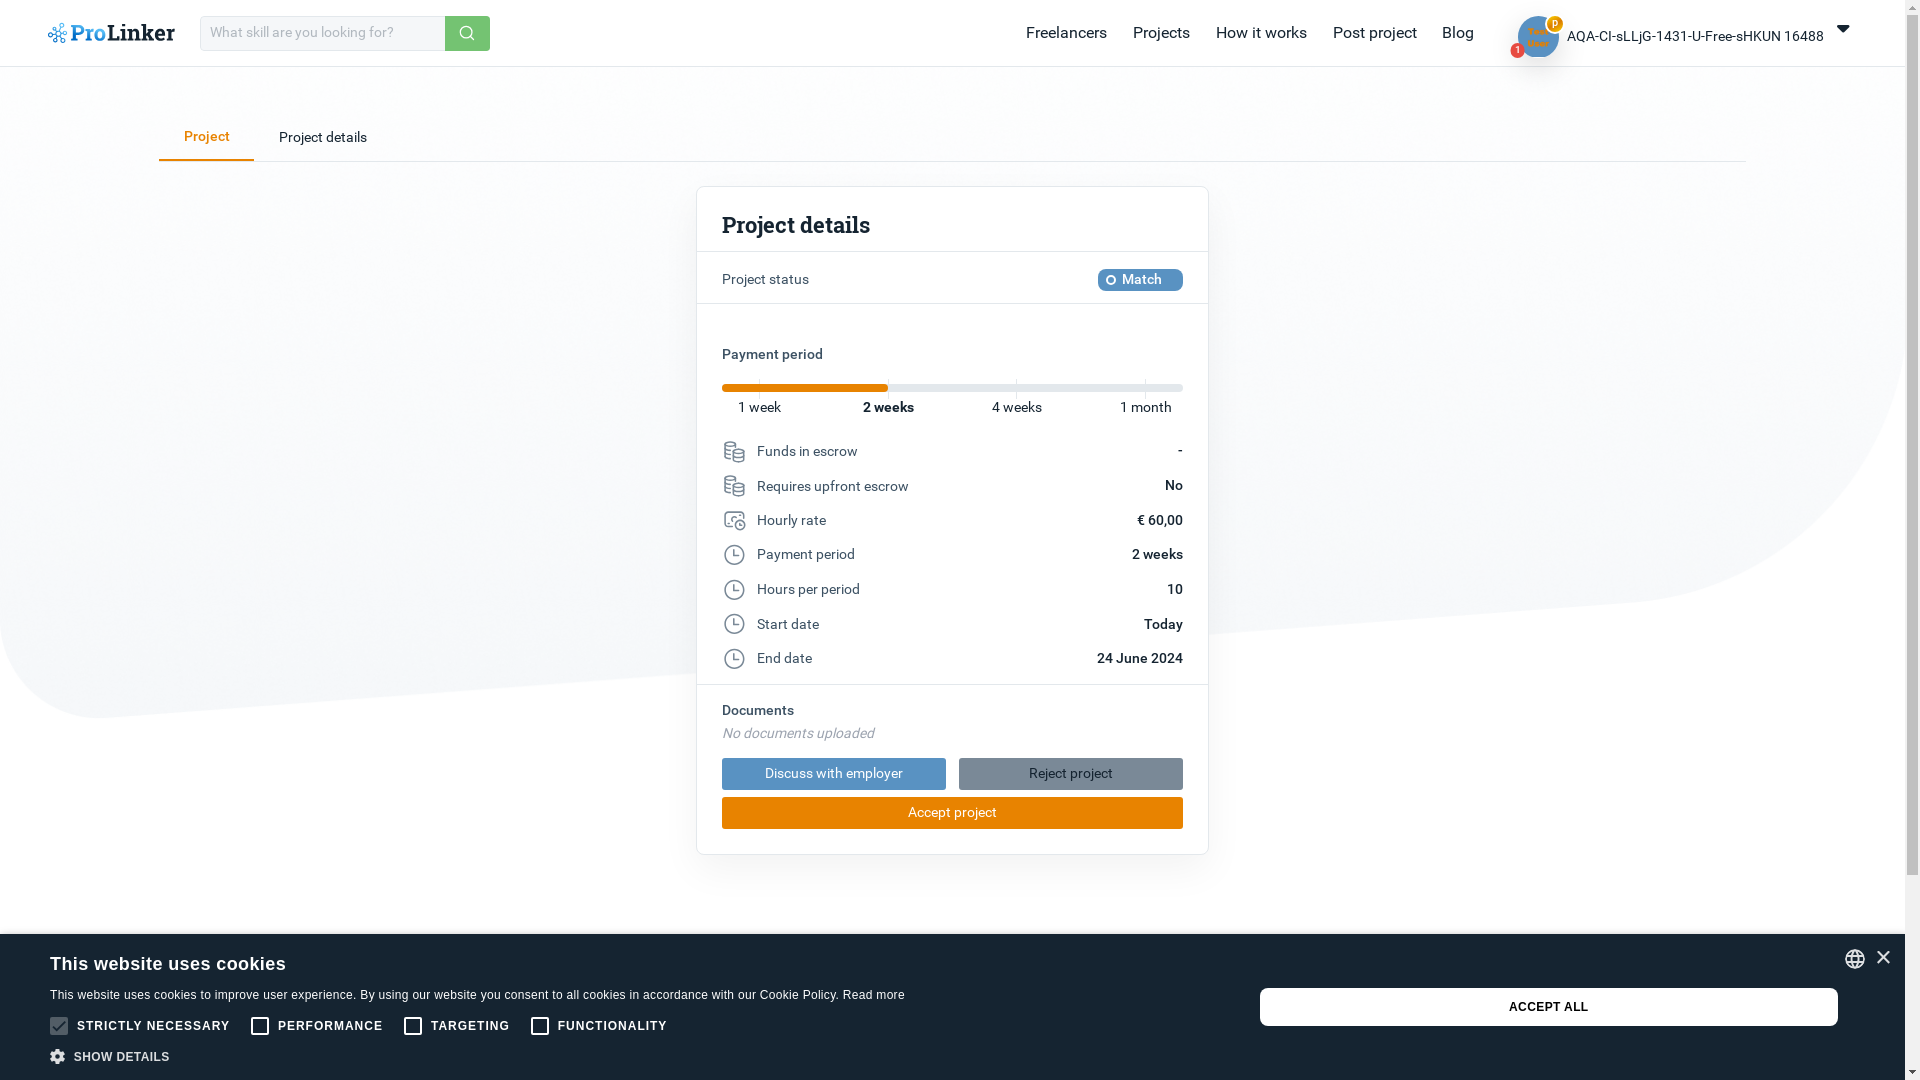 ProLinker
What skill are you looking for?
Freelancers
Projects
How it works
Post project
Blog
p
1
AQA-CI-sLLjG-1431-U-Free-sHKUN 16488
Project
Project details
Project details
Project status
Match
Payment period
1 week
2 weeks
4 weeks
1 month
Funds in escrow
-
Requires upfront escrow
No
Hourly rate
€ 60,00
Payment period
2 weeks
Hours per period
10
Start date
Today
End date
24 June 2024
Documents
No documents uploaded
Discuss with employer
Reject project
Accept project
This website uses cookies
This website uses cookies to improve user experience. By using our website you consent to all cookies in accordance with our Cookie Policy. Read more
STRICTLY NECESSARY
PERFORMANCE
TARGETING
FUNCTIONALITY
SHOW DETAILS
ACCEPT ALL